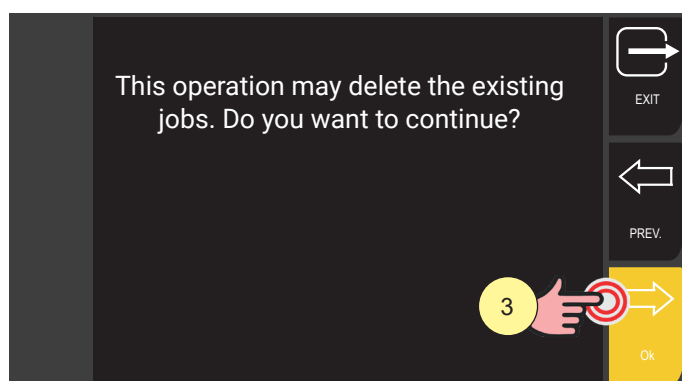 This operation may delete the existing
jobs. Do you want to continue?
EXIT
PREV.
3
Ok